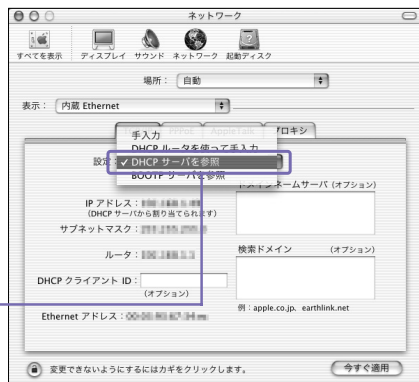 ネットワーク
すべてを表示 ディスプレイ サウンド ネットワーク 起動ディスク
場所： 自動
表示： 内蔵 Ethernet
PPPoE AppleTalk プロキシ
設定：
手入力
DHCP ルータを使って手入力
✓ DHCP サーバを参照
BOOTP サーバを参照
ドメインネームサーバ (オプション)
IP アドレス：
(DHCP サーバから割り当てられます)
サブネットマスク：
ルータ：
検索ドメイン (オプション)
DHCP クライアント ID：
(オプション)
例：apple.co.jp、earthlink.net
Ethernet アドレス：
変更できないようにするにはカギをクリックします。
今すぐ適用